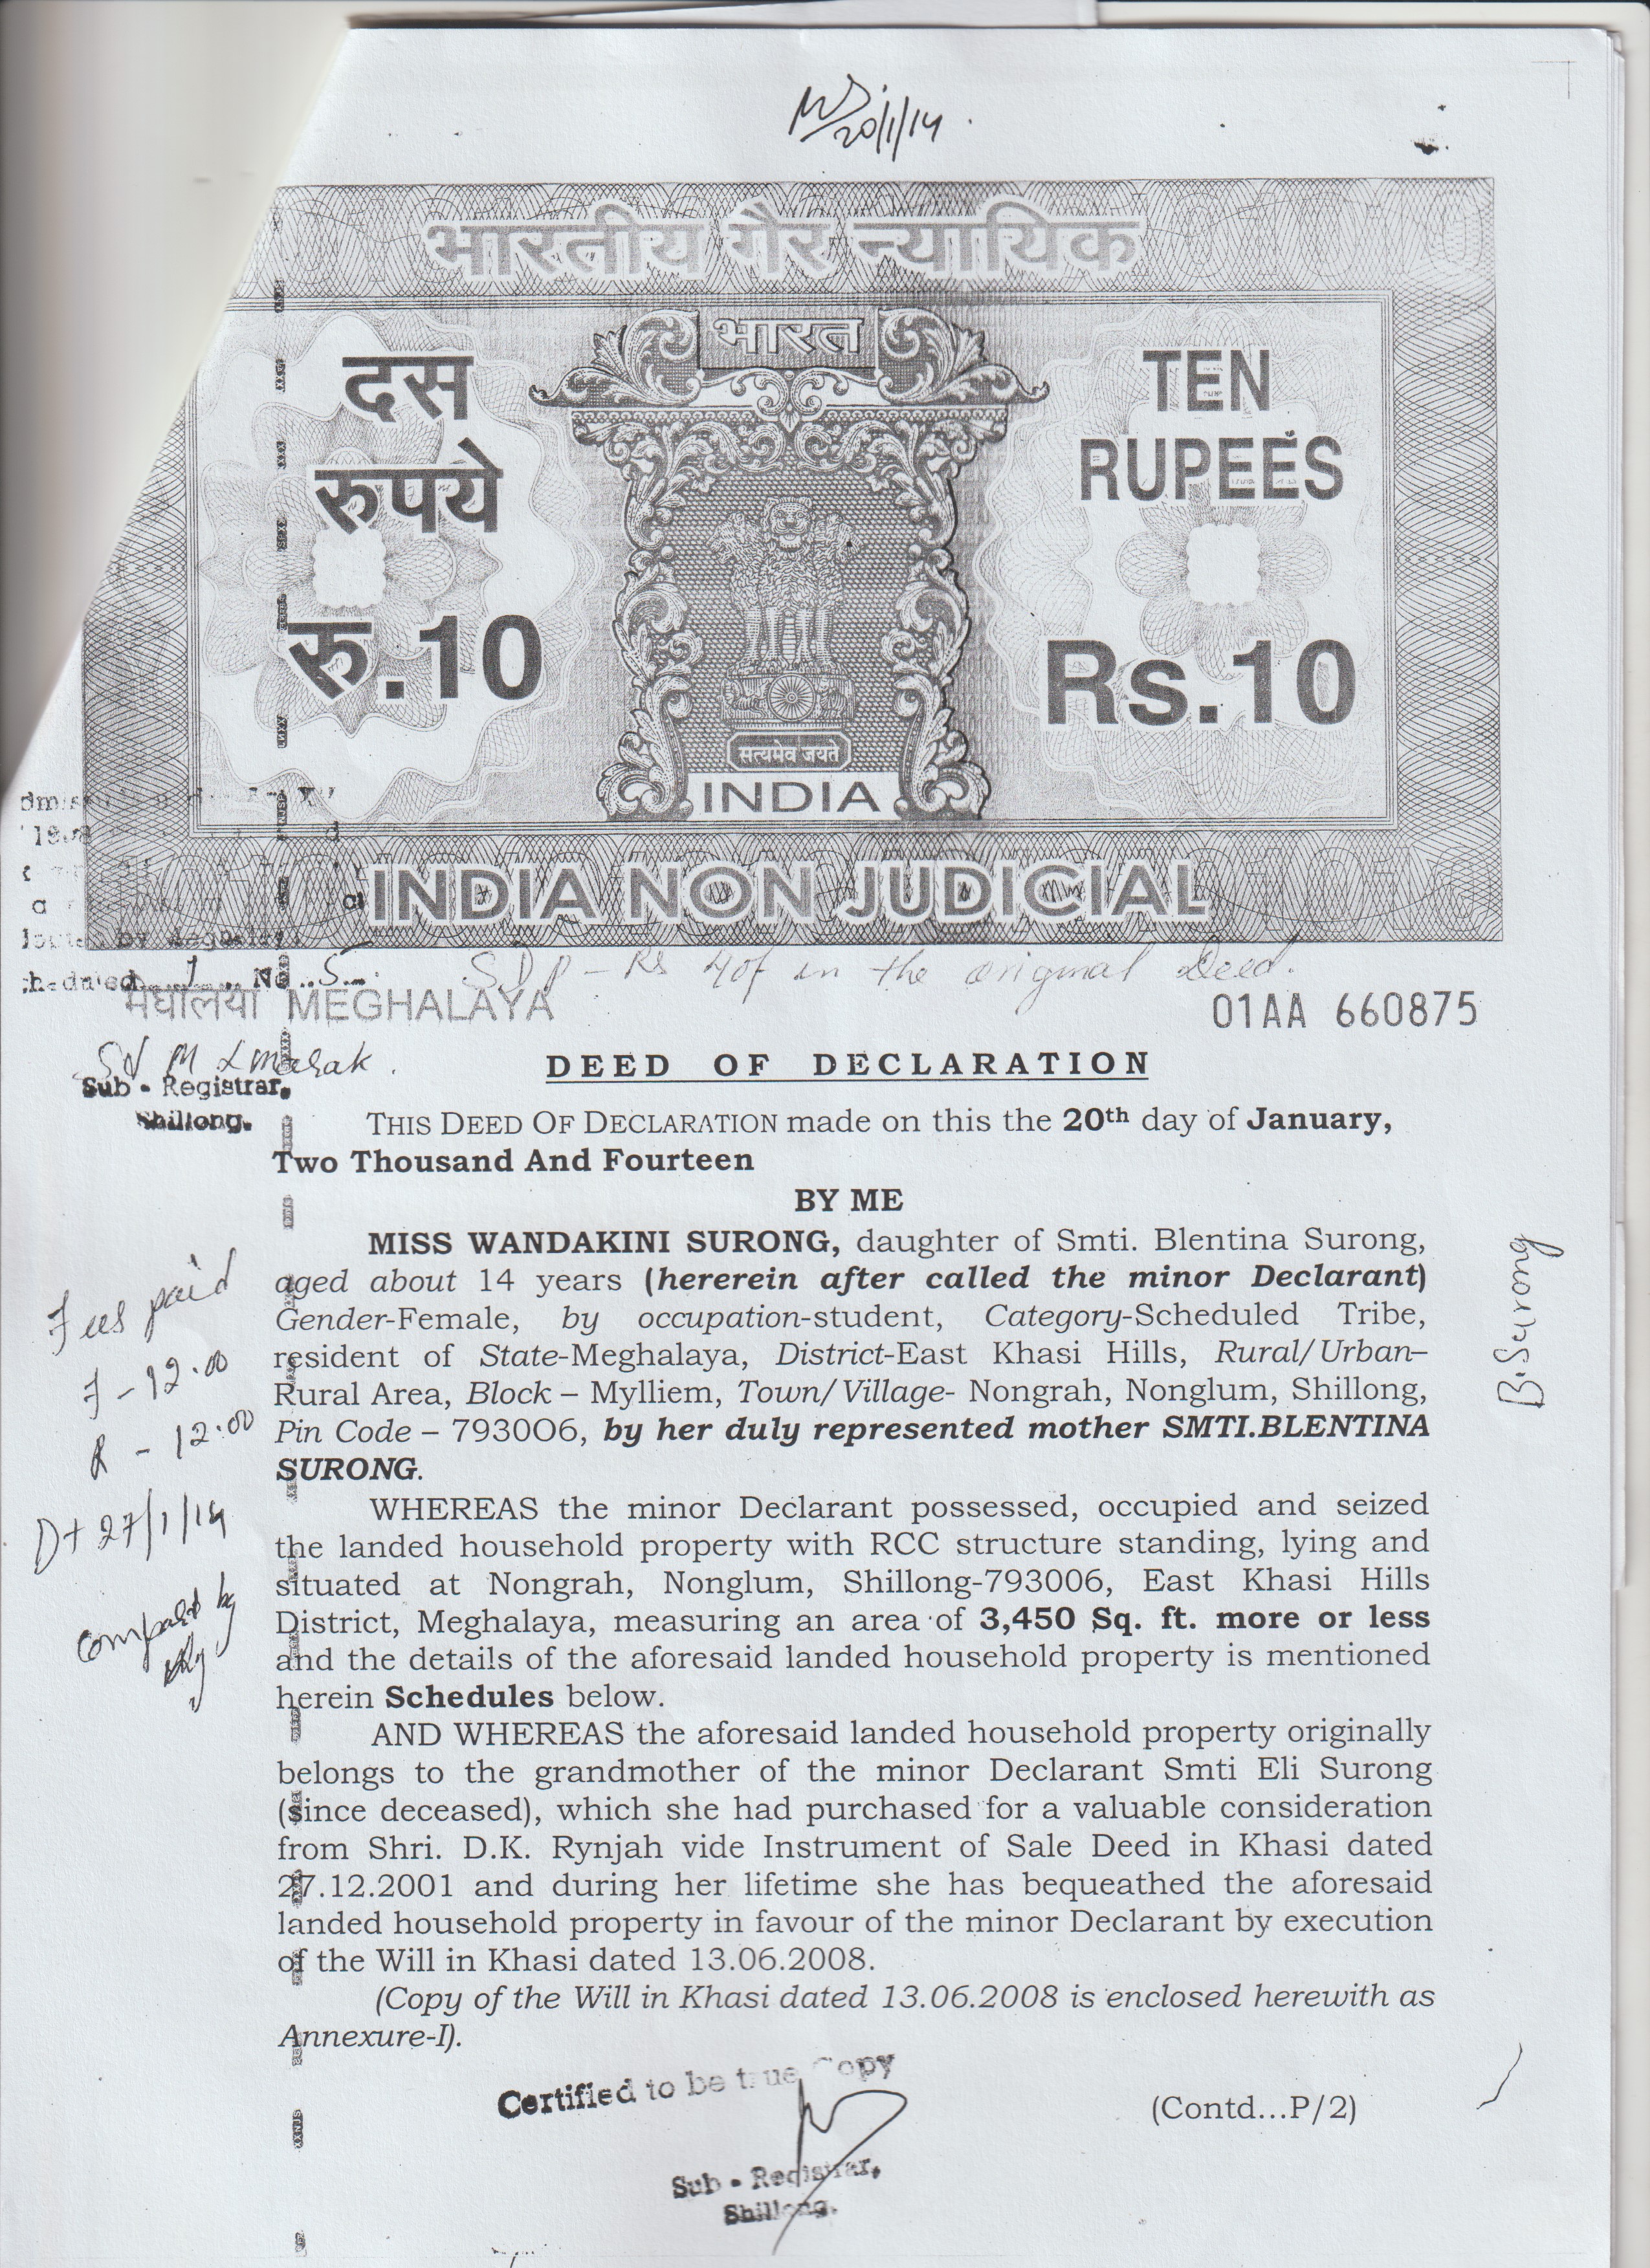 20/1/14
भारतीय गैर न्यायिक
भारत
दस
रुपये
रु.10
TEN
RUPEES
Rs.10
सत्यमेव जयते
INDIA
INDIA NON JUDICIAL
No 5
SDP - Rs 40/ in the original Deed.
मेघालया MEGHALAYA
01AA 660875
Sd/ M Marak.
Sub - Registrar,
Shillong.
DEED OF DECLARATION
THIS DEED OF DECLARATION made on this the 20th day of January,
Two Thousand And Fourteen
BY ME
MISS WANDAKINI SURONG, daughter of Smti. Blentina Surong,
aged about 14 years (hererein after called the minor Declarant)
Gender-Female, by occupation-student, Category-Scheduled Tribe,
resident of State-Meghalaya, District-East Khasi Hills, Rural/Urban–
Rural Area, Block – Mylliem, Town/Village- Nongrah, Nonglum, Shillong,
Pin Code – 793OO6, by her duly represented mother SMTI.BLENTINA
SURONG.
WHEREAS the minor Declarant possessed, occupied and seized
the landed household property with RCC structure standing, lying and
situated at Nongrah, Nonglum, Shillong-793006, East Khasi Hills
District, Meghalaya, measuring an area of 3,450 Sq. ft. more or less
and the details of the aforesaid landed household property is mentioned
herein Schedules below.
AND WHEREAS the aforesaid landed household property originally
belongs to the grandmother of the minor Declarant Smti Eli Surong
(since deceased), which she had purchased for a valuable consideration
from Shri. D.K. Rynjah vide Instrument of Sale Deed in Khasi dated
27.12.2001 and during her lifetime she has bequeathed the aforesaid
landed household property in favour of the minor Declarant by execution
of the Will in Khasi dated 13.06.2008.
(Copy of the Will in Khasi dated 13.06.2008 is enclosed herewith as
Annexure-I).
Fees paid
F - 12.00
R - 12.00
Dt 27/1/14
compared by
B.Surong
Certified to be true Copy
(Contd...P/2)
Sub - Registrar,
Shillong.